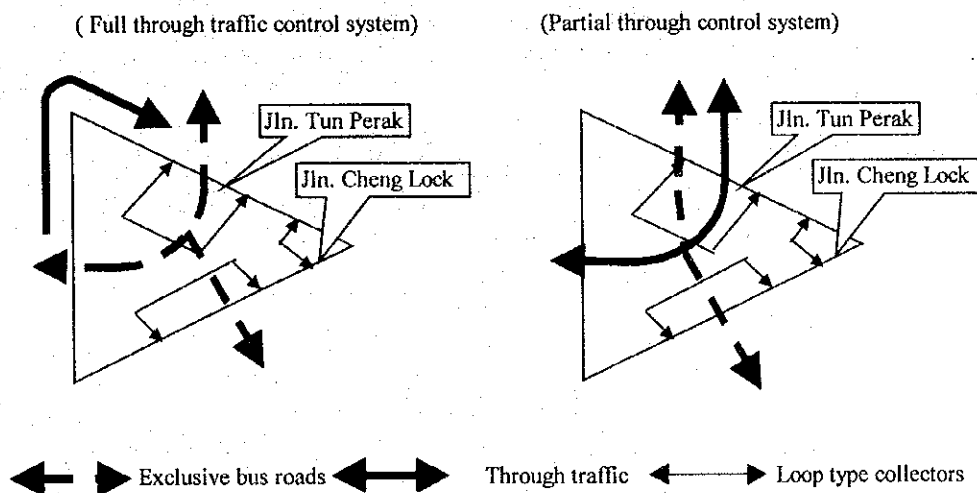 ( Full through traffic control system)
(Partial through control system)
Jln. Tun Perak
Jln. Cheng Lock
Jln. Tun Perak
Jln. Cheng Lock
Exclusive bus roads
Through traffic
Loop type collectors